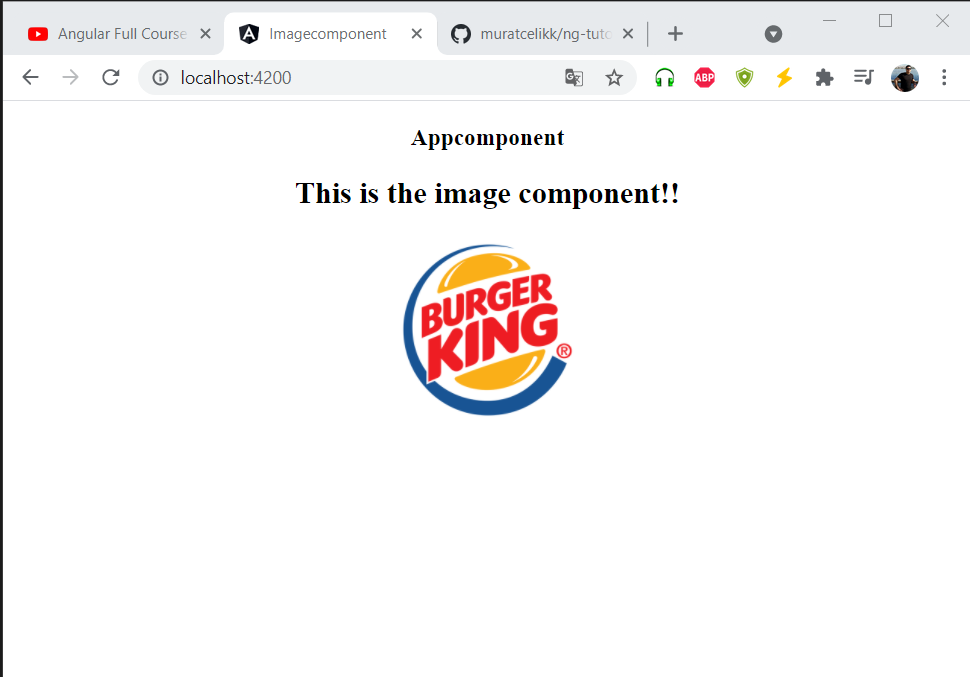 Angular Full Course
Imagecomponent
muratcelikk/ng-tuto
localhost:4200
ABP
Appcomponent
This is the image component!!
BURGER
KING®